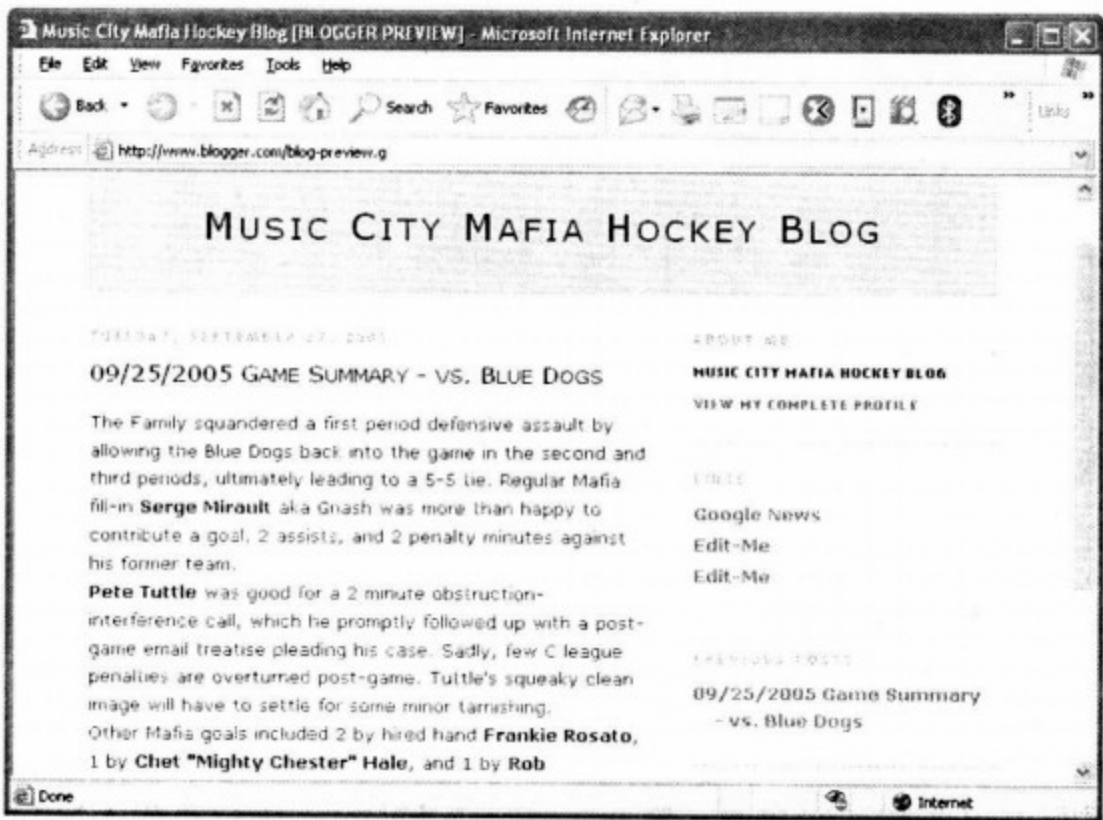 Music City Mafia Hockey Blog [BLOGGER PREVIEW] - Microsoft Internet Explorer
File Edit View Favorites Tools Help
Back Search Favorites Links
Address http://www.blogger.com/blog-preview.g
MUSIC CITY MAFIA HOCKEY BLOG
TUESDAY, SEPTEMBER 27, 2005
09/25/2005 GAME SUMMARY - VS. BLUE DOGS
The Family squandered a first period defensive assault by
allowing the Blue Dogs back into the game in the second and
third periods, ultimately leading to a 5-5 tie. Regular Mafia
fill-in Serge Mirault aka Gnash was more than happy to
contribute a goal, 2 assists, and 2 penalty minutes against
his former team.
Pete Tuttle was good for a 2 minute obstruction-
interference call, which he promptly followed up with a post-
game email treatise pleading his case. Sadly, few C league
penalties are overturned post-game. Tuttle's squeaky clean
image will have to settle for some minor tarnishing.
Other Mafia goals included 2 by hired hand Frankie Rosato,
1 by Chet "Mighty Chester" Hale, and 1 by Rob
ABOUT ME
MUSIC CITY MAFIA HOCKEY BLOG
VIEW MY COMPLETE PROFILE
LINKS
Google News
Edit-Me
Edit-Me
PREVIOUS POSTS
09/25/2005 Game Summary
- vs. Blue Dogs
Done Internet